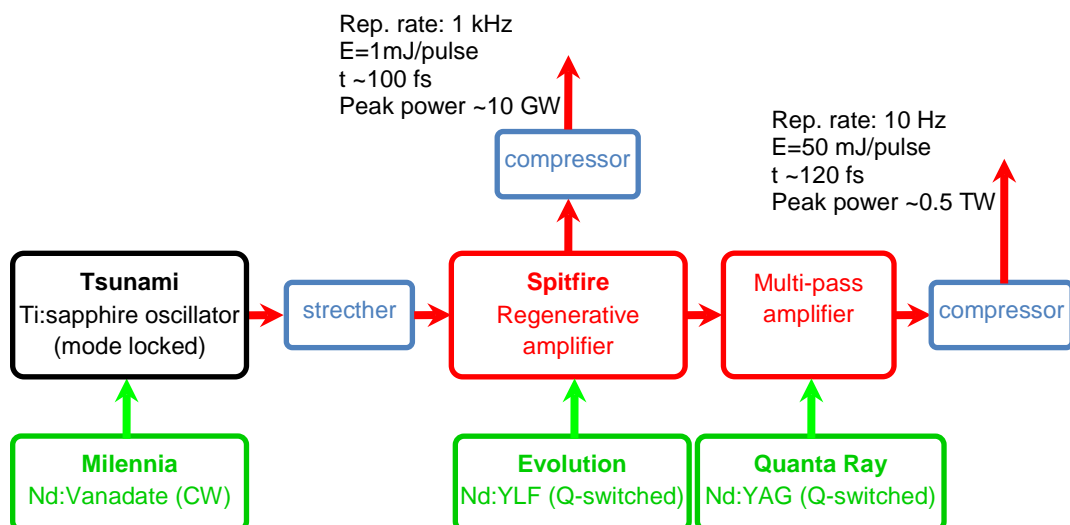 Rep. rate: 1 kHz
E=1mJ/pulse
t ~100 fs
Peak power ~10 GW
compressor
Rep. rate: 10 Hz
E=50 mJ/pulse
t ~120 fs
Peak power ~0.5 TW
Tsunami
Ti:sapphire oscillator
(mode locked)
strecther
Spitfire
Regenerative
amplifier
Multi-pass
amplifier
compressor
Milennia
Nd:Vanadate (CW)
Evolution
Nd:YLF (Q-switched)
Quanta Ray
Nd:YAG (Q-switched)